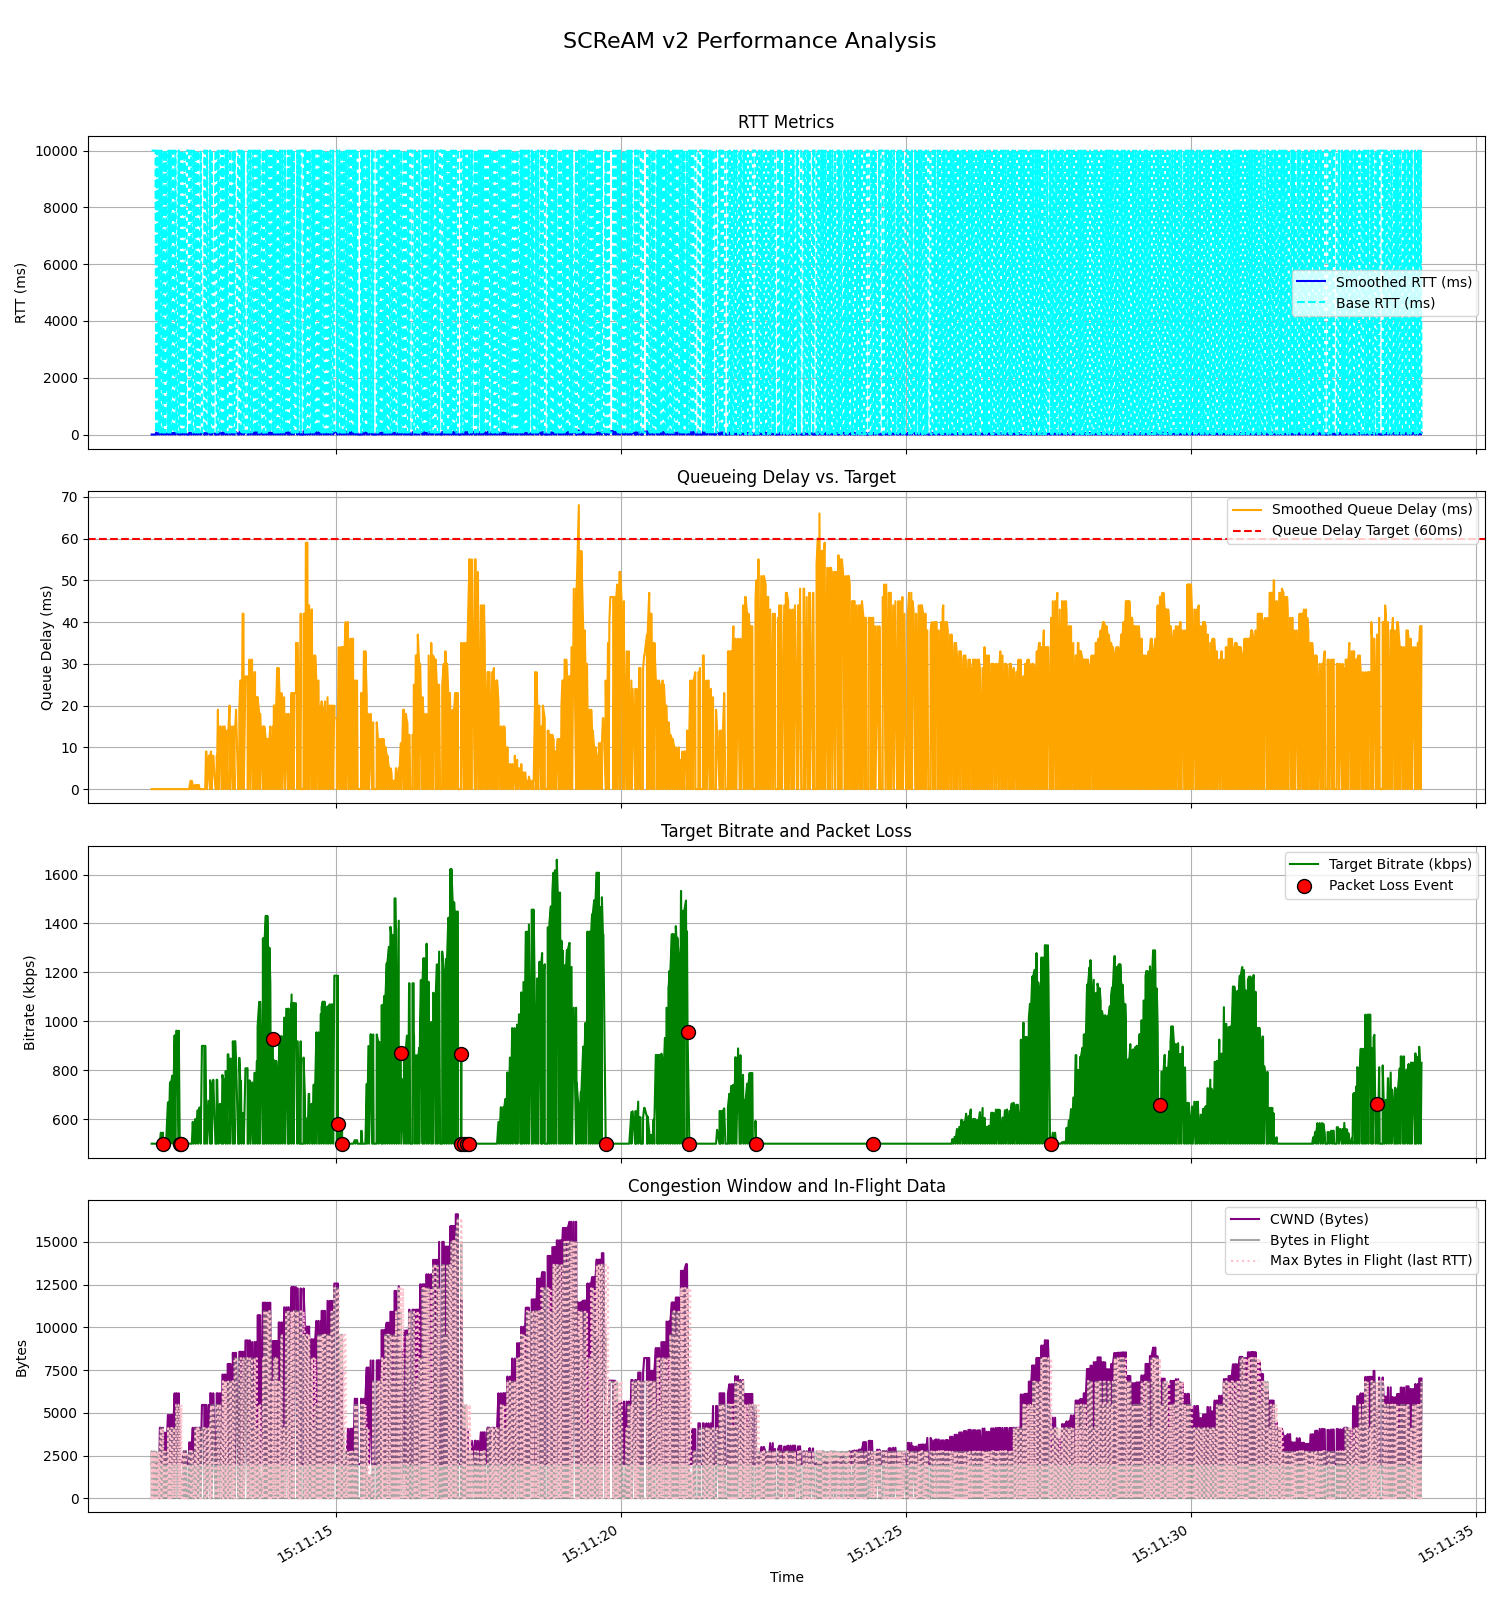 SCReAM v2 Performance Analysis
RTT Metrics
RTT (ms)
10000
8000
6000
4000
2000
0
Smoothed RTT (ms)
Base RTT (ms)
Queueing Delay vs. Target
Queue Delay (ms)
70
60
50
40
30
20
10
0
Smoothed Queue Delay (ms)
Queue Delay Target (60ms)
Target Bitrate and Packet Loss
Bitrate (kbps)
1600
1400
1200
1000
800
600
Target Bitrate (kbps)
Packet Loss Event
Congestion Window and In-Flight Data
Bytes
15000
12500
10000
7500
5000
2500
0
CWND (Bytes)
Bytes in Flight
Max Bytes in Flight (last RTT)
15:11:15
15:11:20
15:11:25
15:11:30
15:11:35
Time